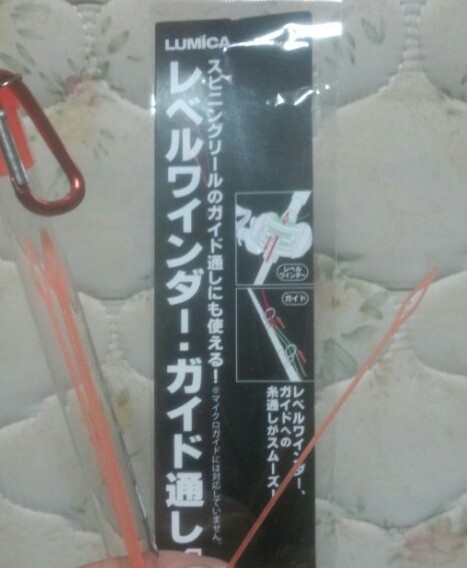 LUMiCA
スピニングリールのガイド通しにも使える!※マイクロガイドには対応していません。
レベルワインダー・ガイド通し
レベル
ワインダー
ガイド
レベルワインダー、
ガイドへの
糸通しがスムーズ!